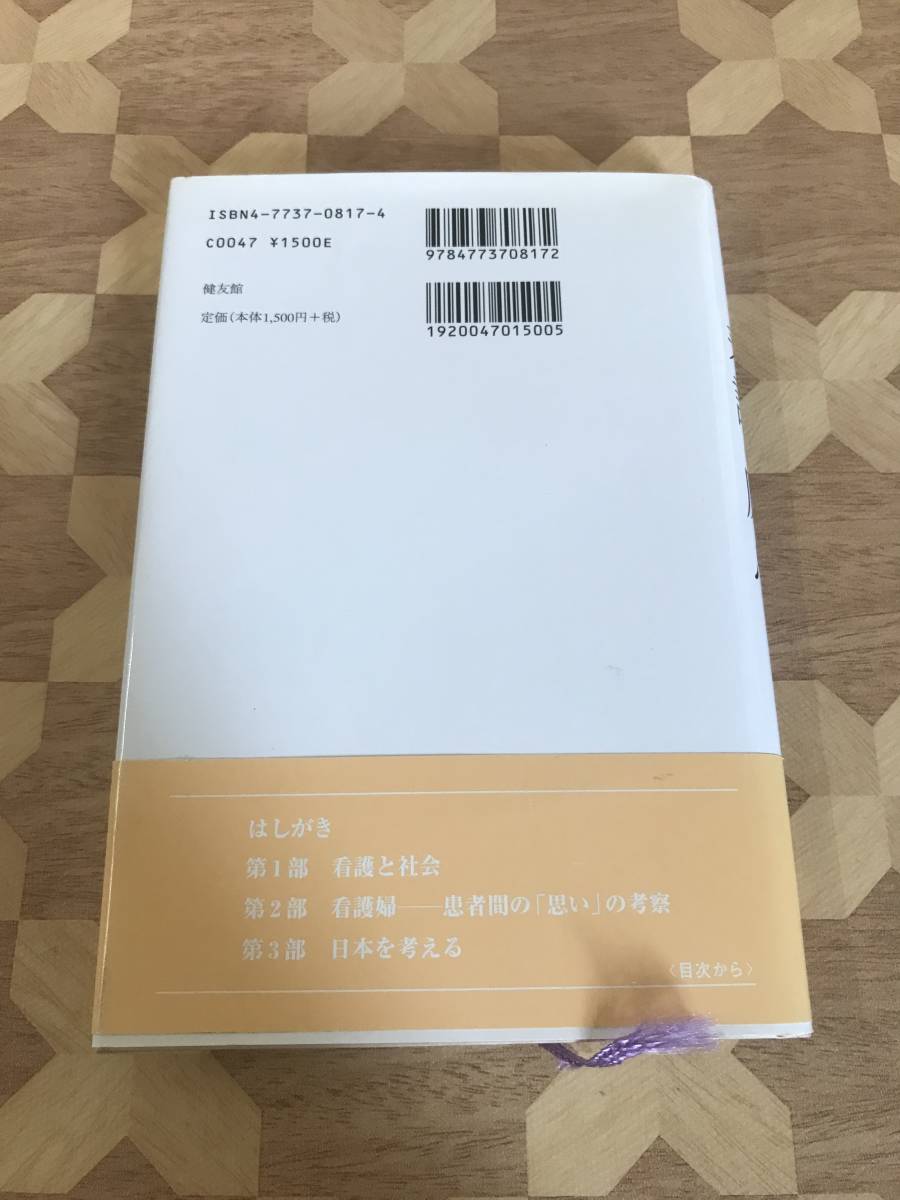 ISBN4-7737-0817-4
C0047 ¥1500E
健友館
定価(本体1,500円+税)
9784773708172
1920047015005
はしがき
第1部 看護と社会
第2部 看護婦――患者間の「思い」の考察
第3部 日本を考える
〈目次から〉